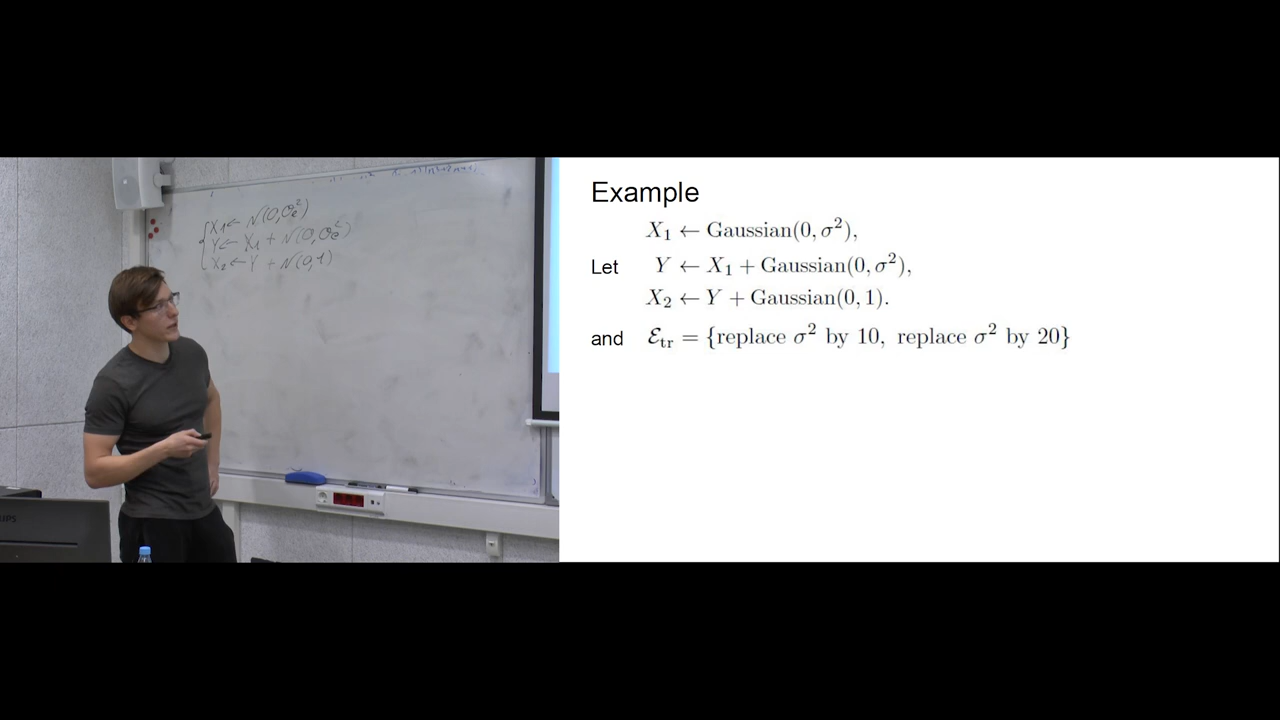 X₁ ← N(0, σₑ²)
Y ← X₁ + N(0, σₑ²)
X₂ ← Y + N(0, 1)
Example
X₁ ← Gaussian(0, σ²),
Let Y ← X₁ + Gaussian(0, σ²),
X₂ ← Y + Gaussian(0, 1).
and ℰtr = {replace σ² by 10, replace σ² by 20}